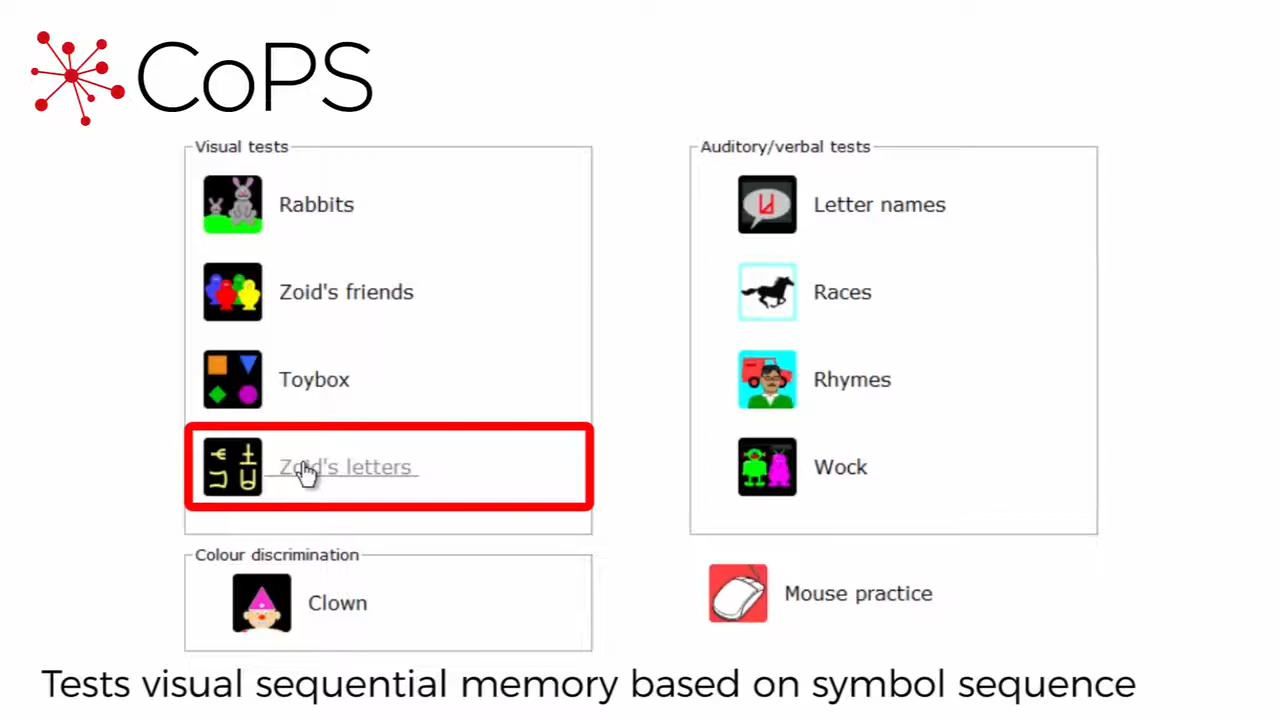 CoPS
Visual tests
Rabbits
Zoid's friends
Toybox
Zoid's letters
Auditory/verbal tests
Letter names
Races
Rhymes
Wock
Colour discrimination
Clown
Mouse practice
Tests visual sequential memory based on symbol sequence